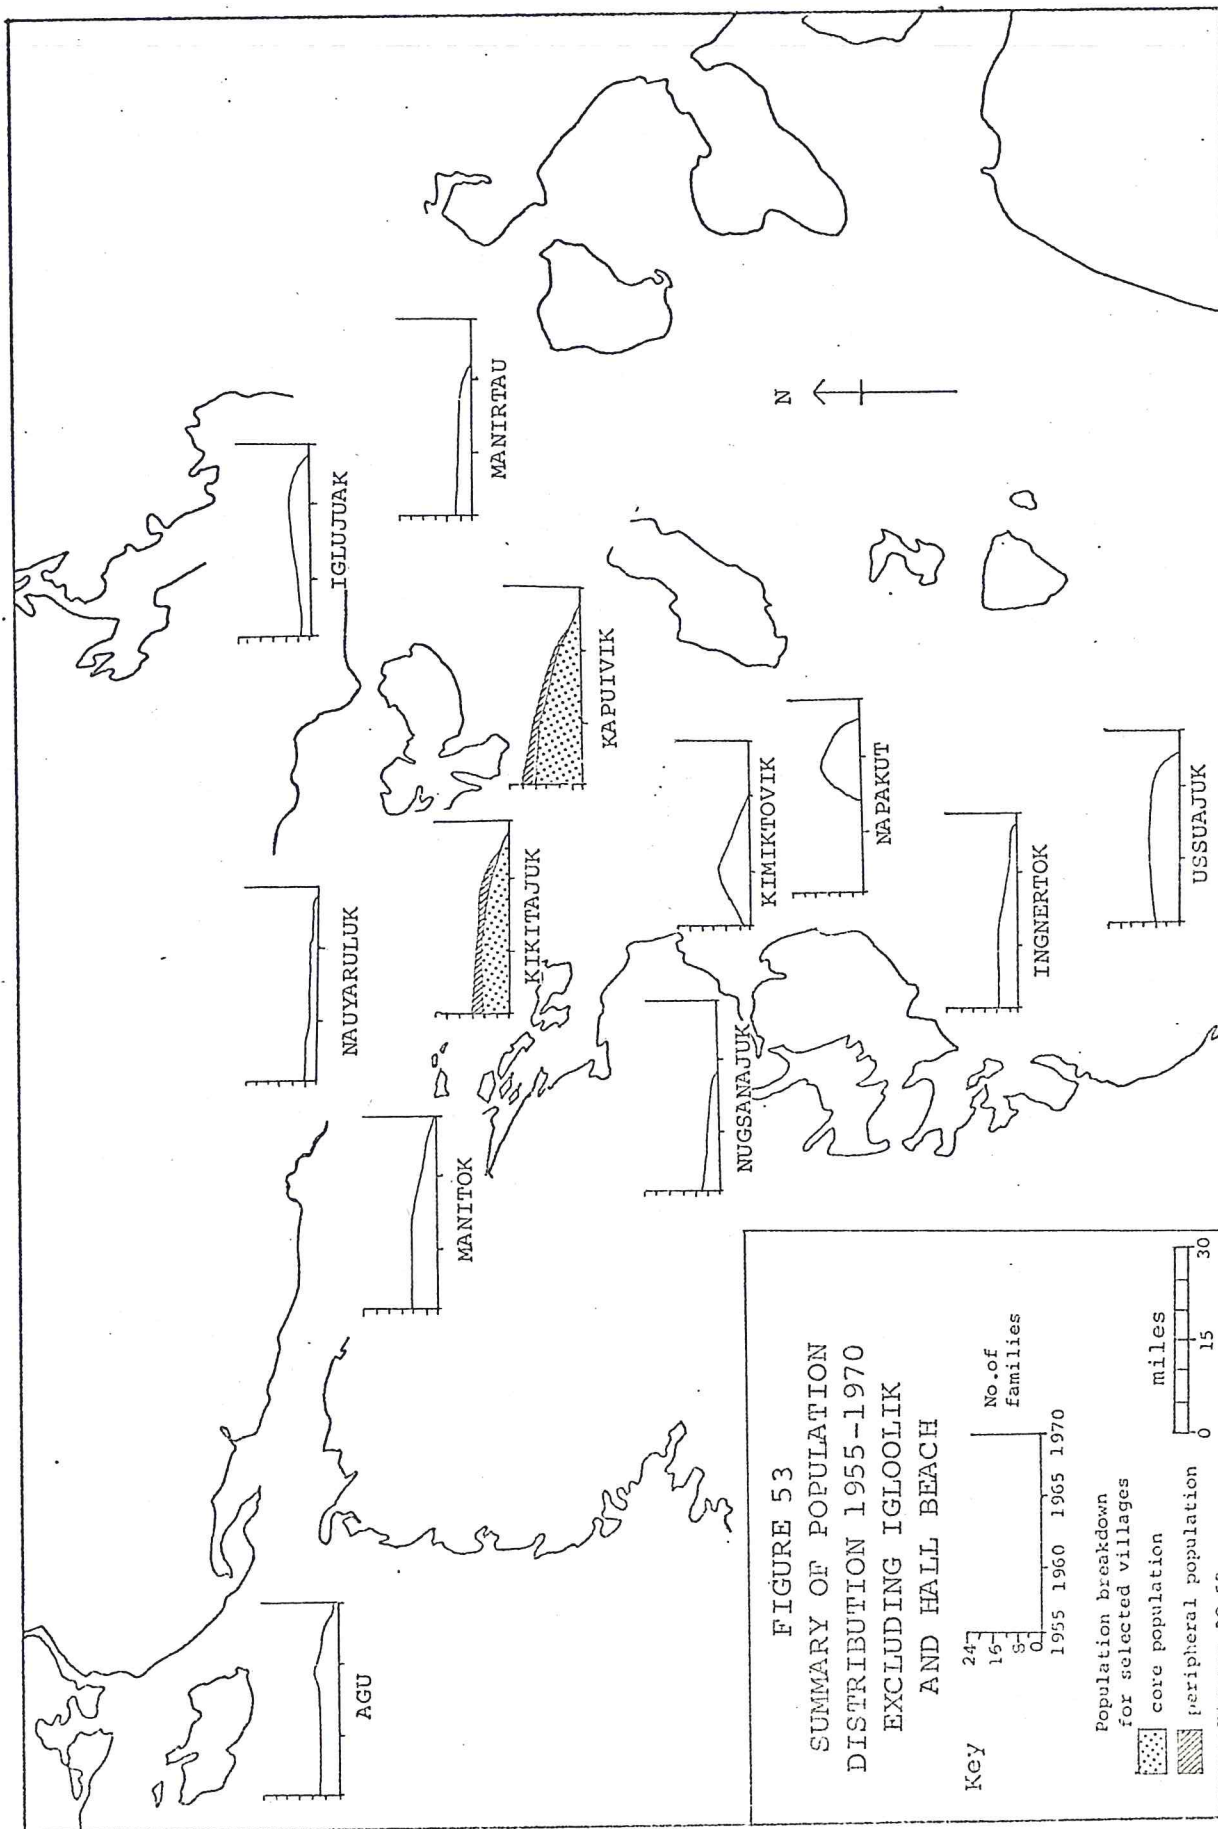 IGLUJUAK
MANIRTAU
NAUYARULUK
KAPUIVIK
KIKITAJUK
MANITOK
AGU
N
KIMIKTOVIK
NAPAKUT
NUGSANAJUK
INGNERTOK
USSUAJUK
FIGURE 53
SUMMARY OF POPULATION
DISTRIBUTION 1955-1970
EXCLUDING IGLOOLIK
AND HALL BEACH
Key
24
16
8
0
1955 1960 1965 1970
No.of
families
Population breakdown
for selected villages
core population
peripheral population
miles
0 15 30